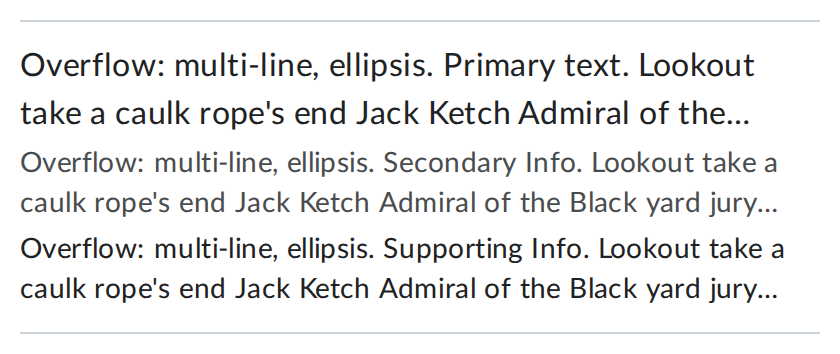 Overflow: multi-line, ellipsis. Primary text. Lookout
take a caulk rope's end Jack Ketch Admiral of the...
Overflow: multi-line, ellipsis. Secondary Info. Lookout take a
caulk rope's end Jack Ketch Admiral of the Black yard jury...
Overflow: multi-line, ellipsis. Supporting Info. Lookout take a
caulk rope's end Jack Ketch Admiral of the Black yard jury...